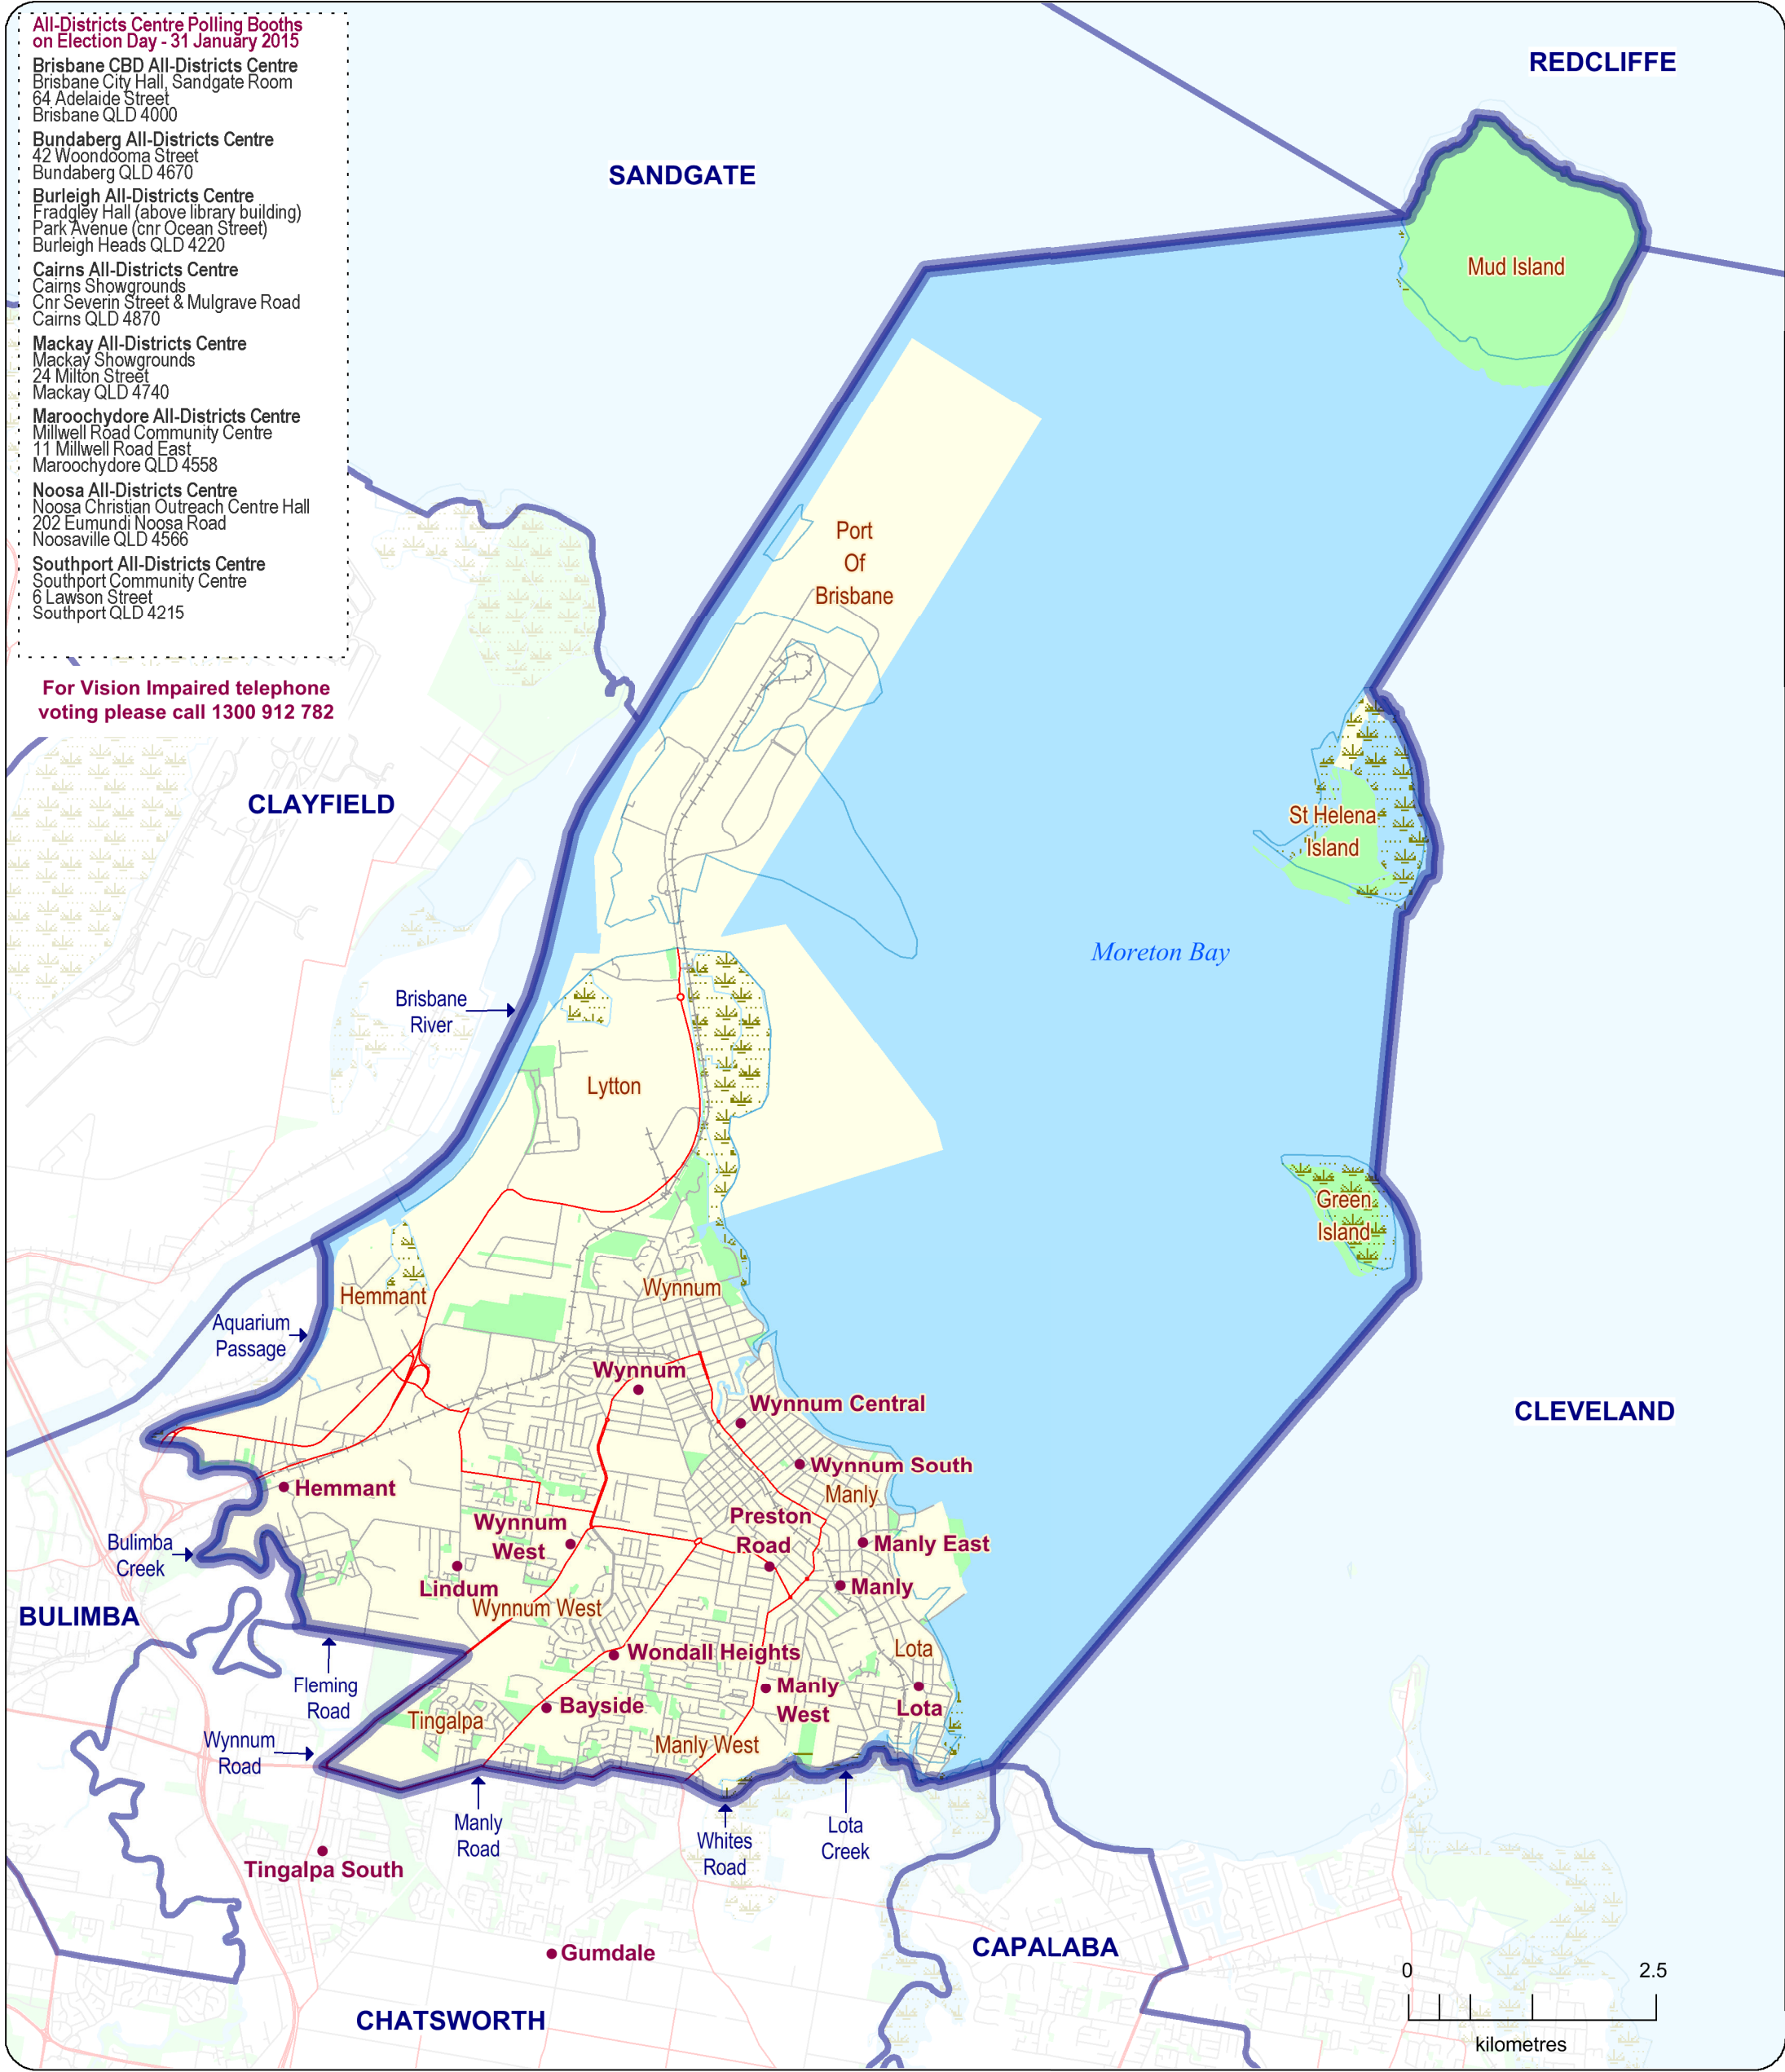 All-Districts Centre Polling Booths
on Election Day - 31 January 2015
Brisbane CBD All-Districts Centre
Brisbane City Hall, Sandgate Room
64 Adelaide Street
Brisbane QLD 4000
Bundaberg All-Districts Centre
42 Woondooma Street
Bundaberg QLD 4670
Burleigh All-Districts Centre
Fradgley Hall (above library building)
Park Avenue (cnr Ocean Street)
Burleigh Heads QLD 4220
Cairns All-Districts Centre
Cairns Showgrounds
Cnr Severin Street & Mulgrave Road
Cairns QLD 4870
Mackay All-Districts Centre
Mackay Showgrounds
24 Milton Street
Mackay QLD 4740
Maroochydore All-Districts Centre
Millwell Road Community Centre
11 Millwell Road East
Maroochydore QLD 4558
Noosa All-Districts Centre
Noosa Christian Outreach Centre Hall
202 Eumundi Noosa Road
Noosaville QLD 4566
Southport All-Districts Centre
Southport Community Centre
6 Lawson Street
Southport QLD 4215
For Vision Impaired telephone
voting please call 1300 912 782
REDCLIFFE
SANDGATE
Mud Island
Port
Of
Brisbane
CLAYFIELD
St Helena
Island
Moreton Bay
Brisbane
River
Lytton
Green
Island
Hemmant
Wynnum
Aquarium
Passage
Wynnum
Wynnum Central
CLEVELAND
Wynnum South
Hemmant
Manly
Preston
Road
Wynnum
West
Manly East
Bulimba
Creek
Lindum
Manly
Wynnum West
BULIMBA
Wondall Heights
Lota
Fleming
Road
Manly
West
Bayside
Lota
Tingalpa
Manly West
Wynnum
Road
Manly
Road
Whites
Road
Lota
Creek
Tingalpa South
Gumdale
CAPALABA
CHATSWORTH
0
2.5
kilometres